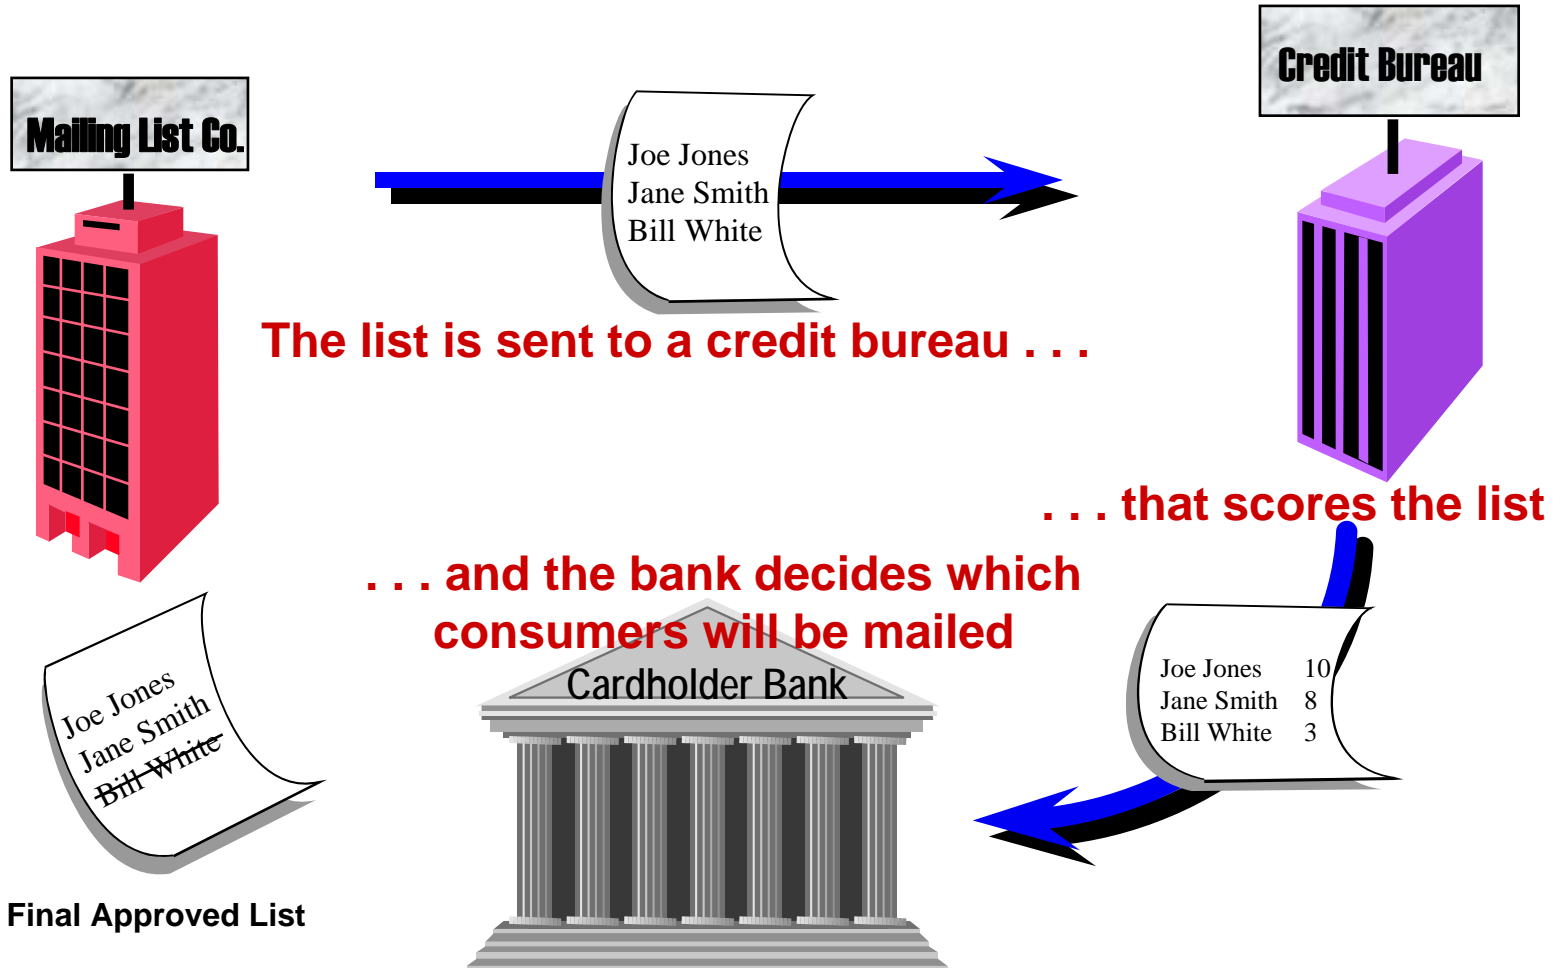 Mailing List Co.
Joe Jones
Jane Smith
Bill White
Credit Bureau
The list is sent to a credit bureau . . .
. . . that scores the list
Joe Jones 10
Jane Smith 8
Bill White 3
. . . and the bank decides which
consumers will be mailed
Cardholder Bank
Joe Jones
Jane Smith
Bill White
Final Approved List